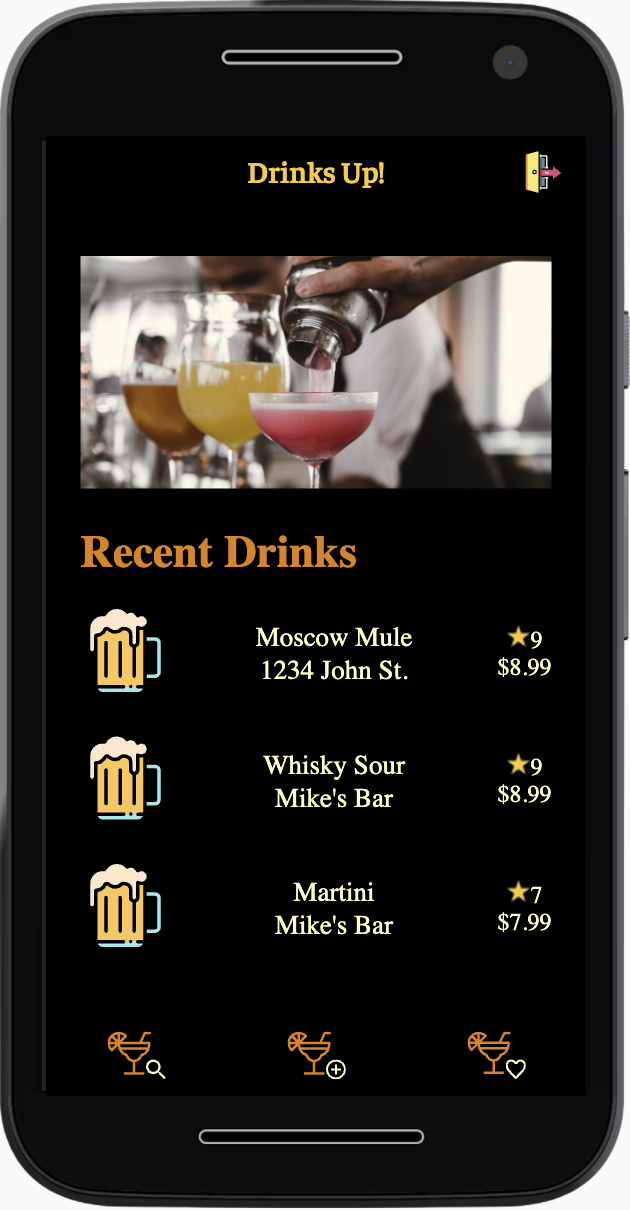 Drinks Up!
Recent Drinks
Moscow Mule
1234 John St.
9
$8.99
Whisky Sour
Mike's Bar
9
$8.99
Martini
Mike's Bar
7
$7.99